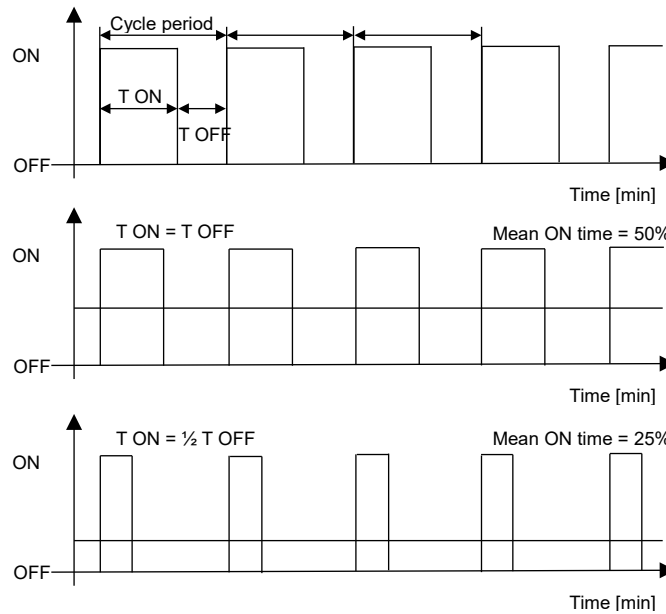 Cycle period
ON
T ON
T OFF
OFF
Time [min]
T ON = T OFF
Mean ON time = 50%
ON
OFF
Time [min]
T ON = ½ T OFF
Mean ON time = 25%
ON
OFF
Time [min]